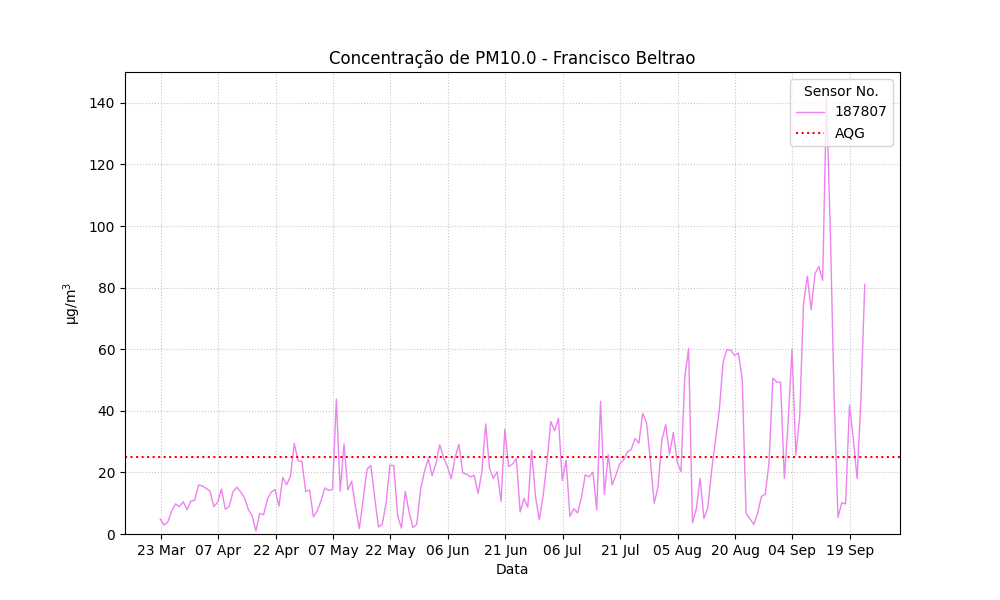 Concentração de PM10.0 - Francisco Beltrao
Sensor No.
187807
AQG
140
120
100
80
60
40
20
0
µg/m³
23 Mar 07 Apr 22 Apr 07 May 22 May 06 Jun 21 Jun 06 Jul 21 Jul 05 Aug 20 Aug 04 Sep 19 Sep
Data